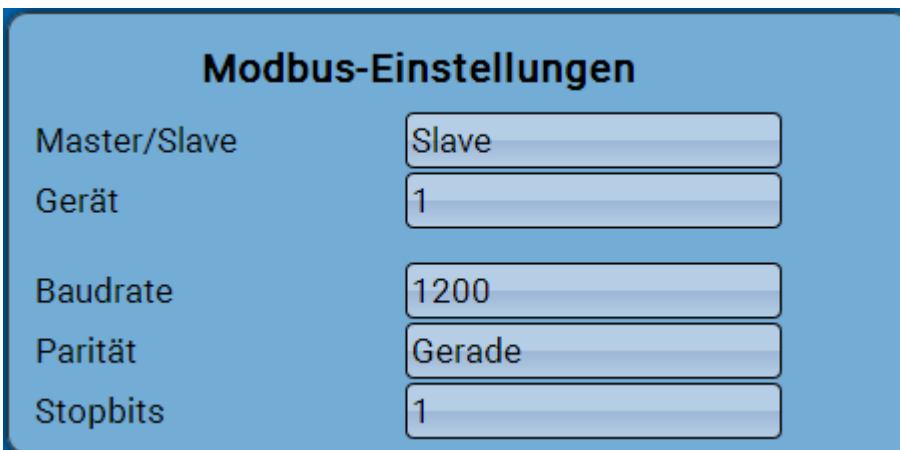 Modbus-Einstellungen
Master/Slave Slave
Gerät 1
Baudrate 1200
Parität Gerade
Stopbits 1